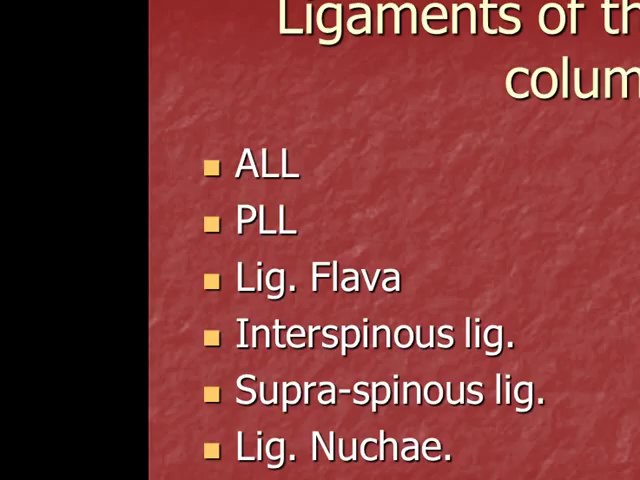 Ligaments of th
colum
ALL
PLL
Lig. Flava
Interspinous lig.
Supra-spinous lig.
Lig. Nuchae.